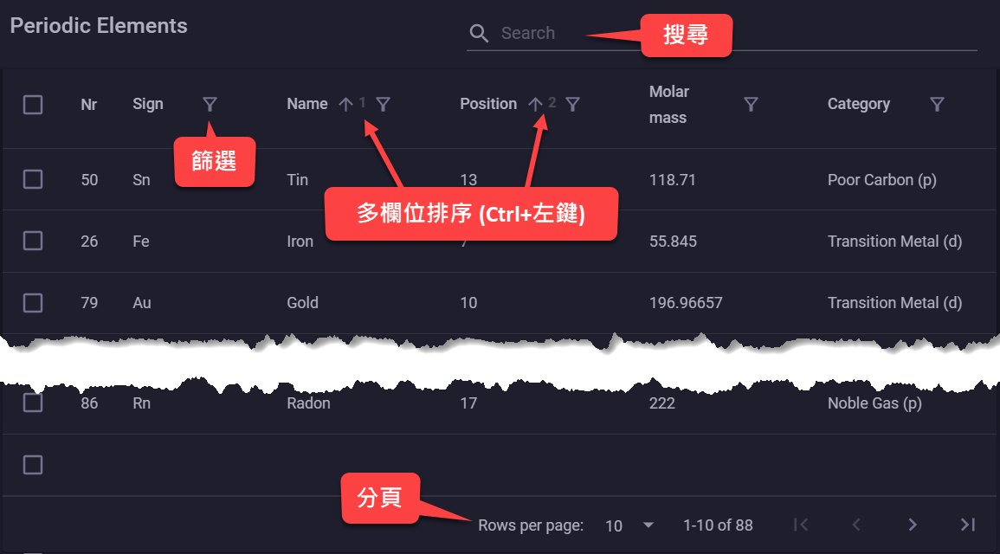 Periodic Elements
Search
搜尋
Nr Sign Name 1 Position 2 Molar mass Category
篩選
50 Sn Tin 13 118.71 Poor Carbon (p)
多欄位排序 (Ctrl+左鍵)
26 Fe Iron 7 55.845 Transition Metal (d)
79 Au Gold 10 196.96657 Transition Metal (d)
86 Rn Radon 17 222 Noble Gas (p)
分頁
Rows per page: 10 1-10 of 88